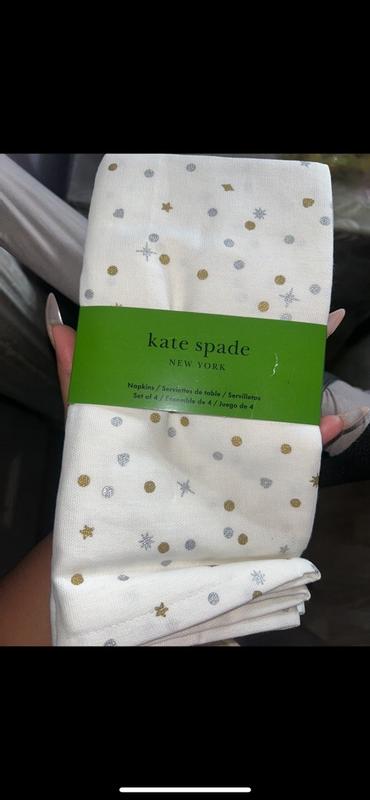 kate spade
NEW YORK
Napkins / Serviettes de table / Servilletas
Set of 4 / Ensemble de 4 / Juego de 4